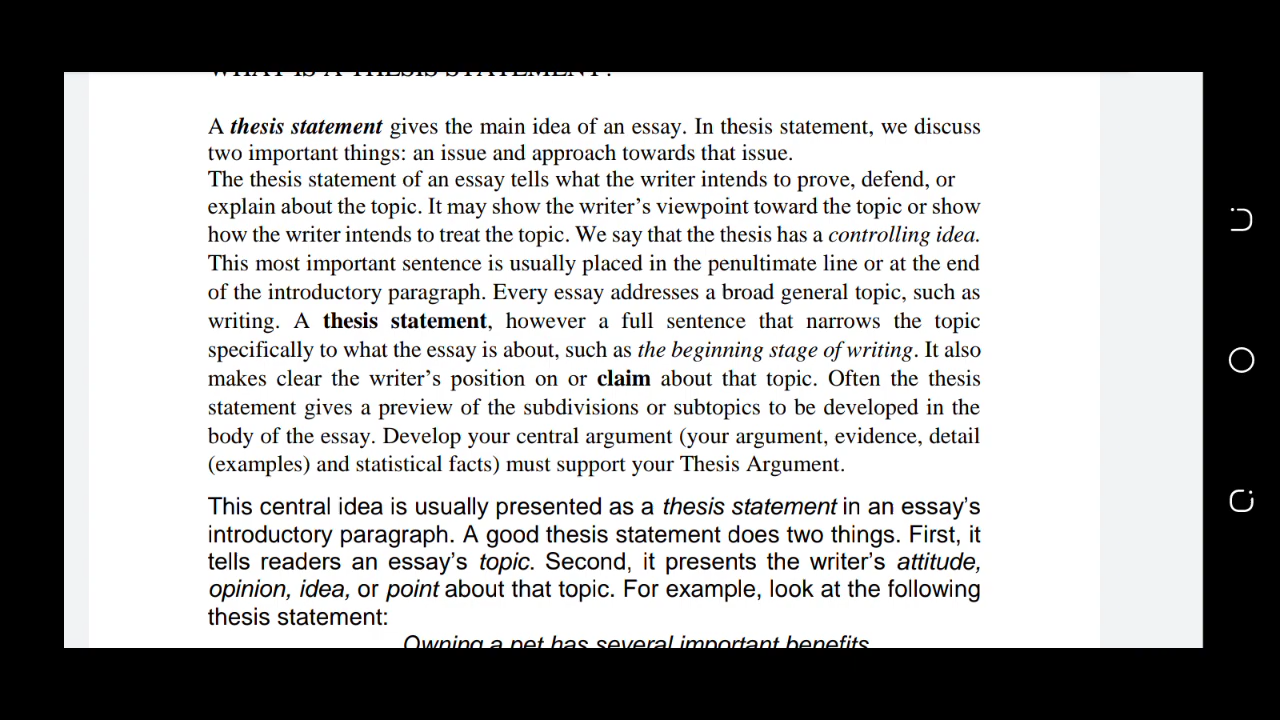 WHAT IS A THESIS STATEMENT?
A thesis statement gives the main idea of an essay. In thesis statement, we discuss
two important things: an issue and approach towards that issue.
The thesis statement of an essay tells what the writer intends to prove, defend, or
explain about the topic. It may show the writer’s viewpoint toward the topic or show
how the writer intends to treat the topic. We say that the thesis has a controlling idea.
This most important sentence is usually placed in the penultimate line or at the end
of the introductory paragraph. Every essay addresses a broad general topic, such as
writing. A thesis statement, however a full sentence that narrows the topic
specifically to what the essay is about, such as the beginning stage of writing. It also
makes clear the writer’s position on or claim about that topic. Often the thesis
statement gives a preview of the subdivisions or subtopics to be developed in the
body of the essay. Develop your central argument (your argument, evidence, detail
(examples) and statistical facts) must support your Thesis Argument.
This central idea is usually presented as a thesis statement in an essay’s
introductory paragraph. A good thesis statement does two things. First, it
tells readers an essay’s topic. Second, it presents the writer’s attitude,
opinion, idea, or point about that topic. For example, look at the following
thesis statement:
Owning a pet has several important benefits